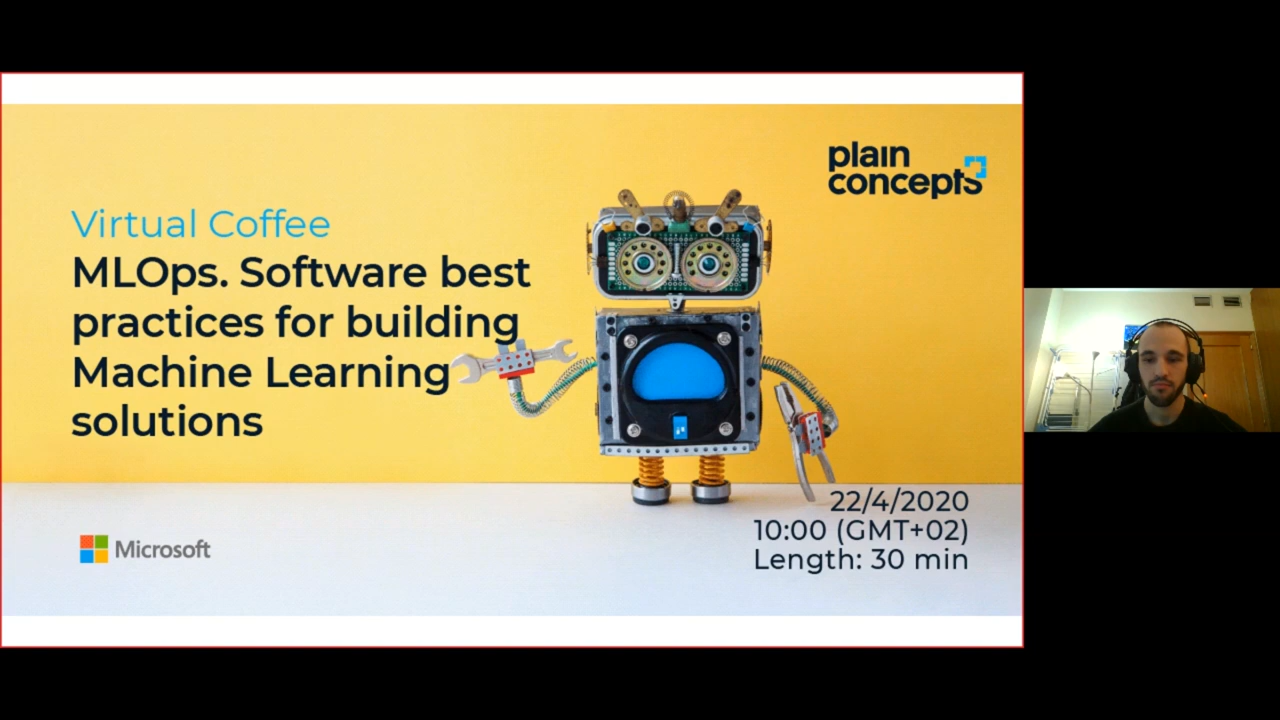 plain
concepts
Virtual Coffee
MLOps. Software best
practices for building
Machine Learning
solutions
22/4/2020
10:00 (GMT+02)
Length: 30 min
Microsoft